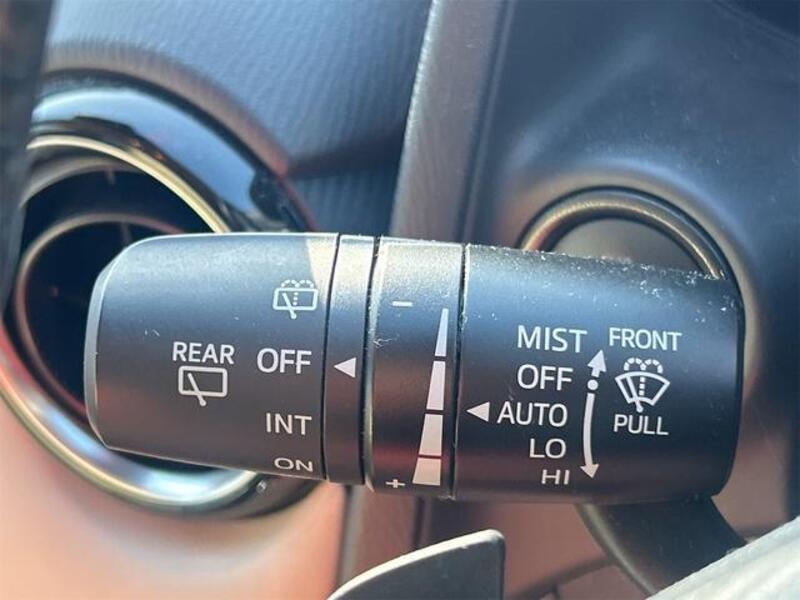 REAR
OFF
INT
ON
−
+
MIST
OFF
AUTO
LO
HI
FRONT
PULL